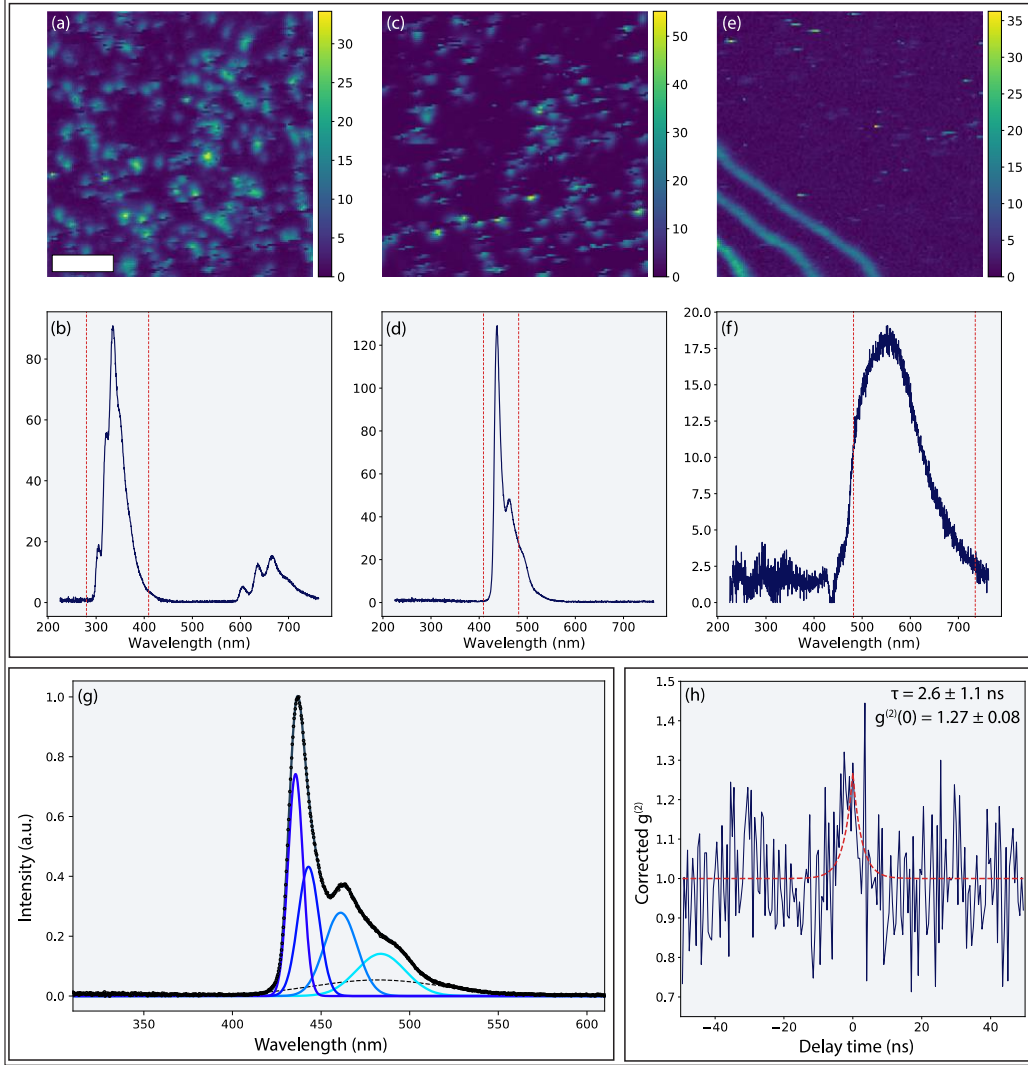 (a)
30
25
20
15
10
5
0
(c)
50
40
30
20
10
0
(e)
35
30
25
20
15
10
5
0
(b)
80
60
40
20
0
200 300 400 500 600 700
Wavelength (nm)
(d)
120
100
80
60
40
20
0
200 300 400 500 600 700
Wavelength (nm)
(f)
20.0
17.5
15.0
12.5
10.0
7.5
5.0
2.5
0.0
200 300 400 500 600 700
Wavelength (nm)
(g)
Intensity (a.u.)
1.0
0.8
0.6
0.4
0.2
0.0
350 400 450 500 550 600
Wavelength (nm)
(h)
τ = 2.6 ± 1.1 ns
g⁽²⁾(0) = 1.27 ± 0.08
Corrected g⁽²⁾
1.5
1.4
1.3
1.2
1.1
1.0
0.9
0.8
0.7
−40 −20 0 20 40
Delay time (ns)